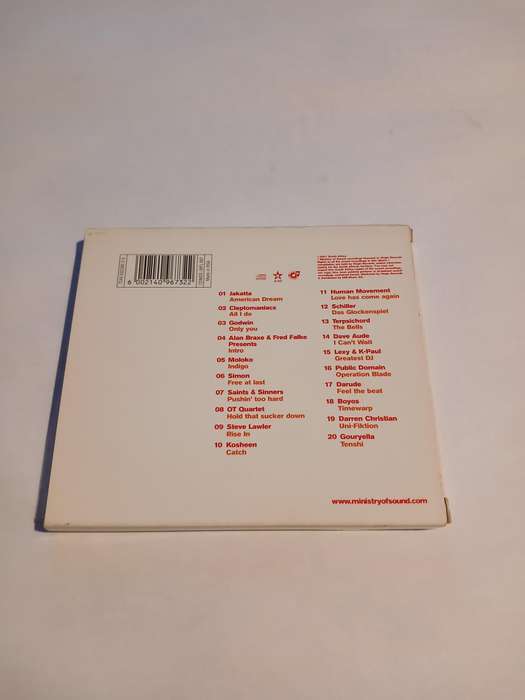 6 002140 967322
01 Jakatta
American Dream
02 Cleptomaniacs
All I do
03 Godwin
Only you
04 Alan Braxe & Fred Falke
Presents
Intro
05 Moloko
Indigo
06 Simon
Free at last
07 Saints & Sinners
Pushin' too hard
08 OT Quartet
Hold that sucker down
09 Steve Lawler
Rise In
10 Kosheen
Catch
11 Human Movement
Love has come again
12 Schiller
Das Glockenspiel
13 Terpsichord
The Bells
14 Dave Aude
I Can't Wait
15 Lexy & K-Paul
Greatest DJ
16 Public Domain
Operation Blade
17 Darude
Feel the beat
18 Boyos
Timewarp
19 Darren Christian
Uni-Fiktion
20 Gouryella
Tenshi
www.ministryofsound.com